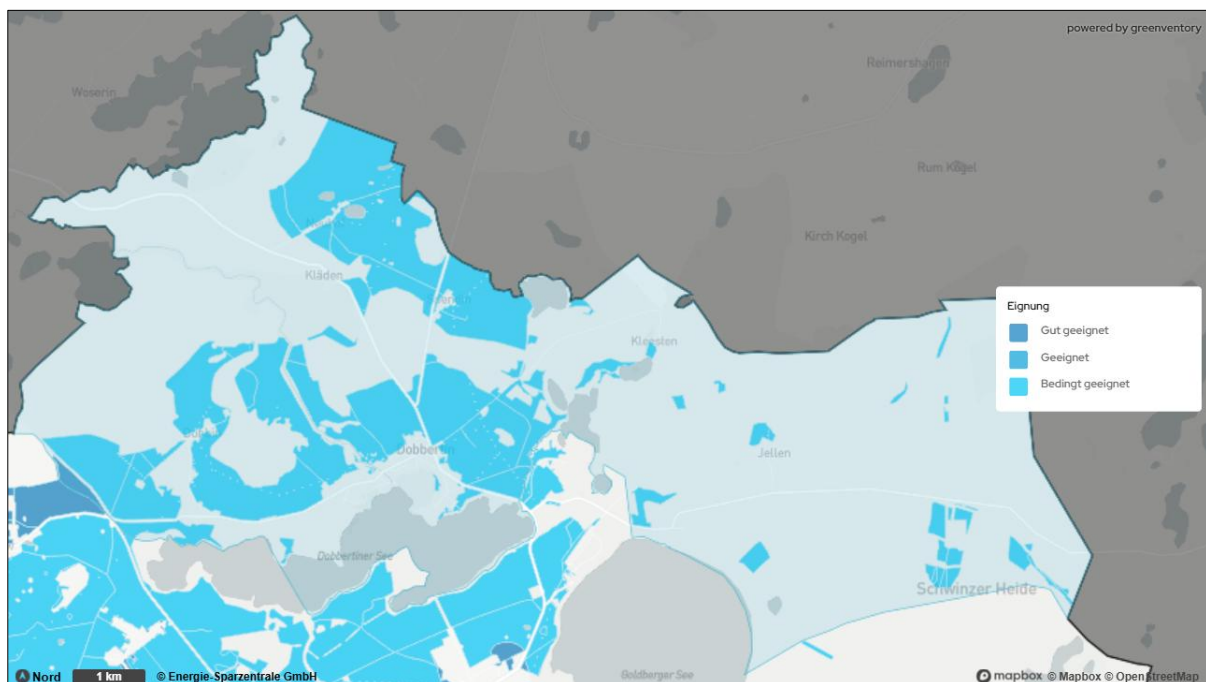 powered by greenventory
Reimershagen
Woserin
Rum Kogel
Kirch Kogel
Kläden
Eignung
Gut geeignet
Geeignet
Bedingt geeignet
Kleesten
Dobbertin
Jellen
Dobbertiner See
Schwinzer Heide
Goldberger See
Nord
1 km
© Energie-Sparzentrale GmbH
mapbox © Mapbox © OpenStreetMap